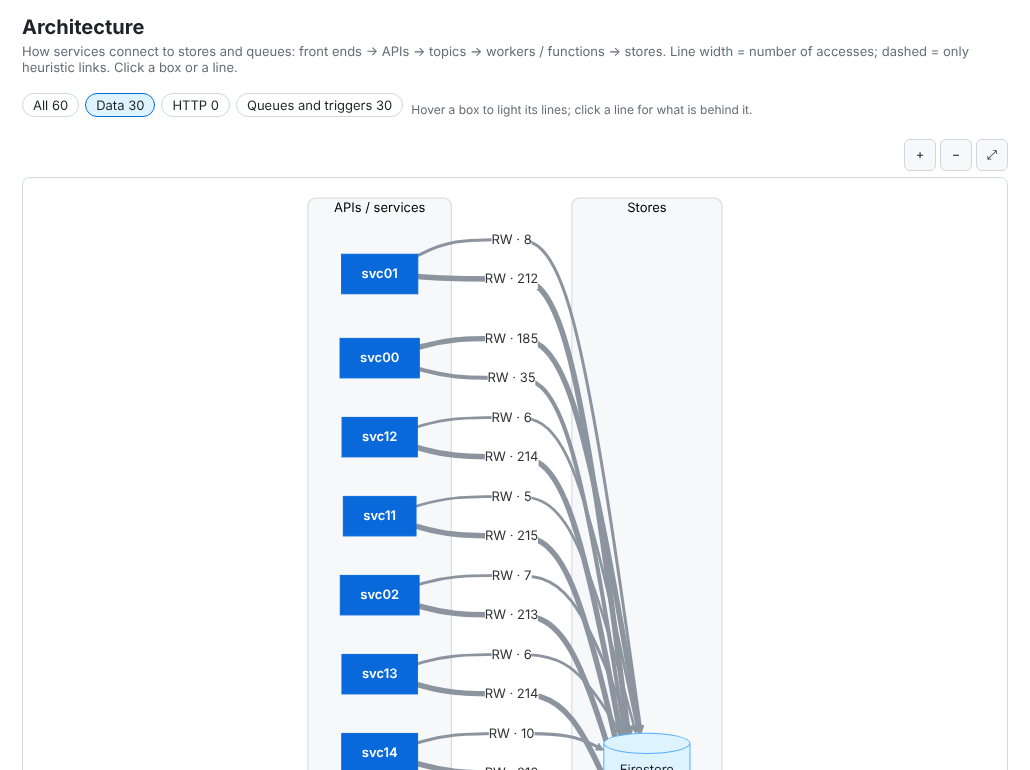 Architecture
How services connect to stores and queues: front ends → APIs → topics → workers / functions → stores. Line width = number of accesses; dashed = only
heuristic links. Click a box or a line.
All 60
Data 30
HTTP 0
Queues and triggers 30
Hover a box to light its lines; click a line for what is behind it.
+
−
⤢
APIs / services
Stores
RW · 8
svc01
RW · 212
RW · 185
svc00
RW · 35
RW · 6
svc12
RW · 214
RW · 5
svc11
RW · 215
RW · 7
svc02
RW · 213
RW · 6
svc13
RW · 214
RW · 10
svc14
Firestore